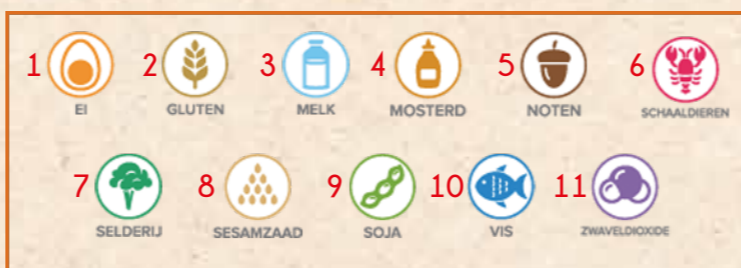 1 2 3 4 5 6
EI GLUTEN MELK MOSTERD NOTEN SCHAALDIEREN
7 8 9 10 11
SELDERIJ SESAMZAAD SOJA VIS ZWAVELDIOXIDE